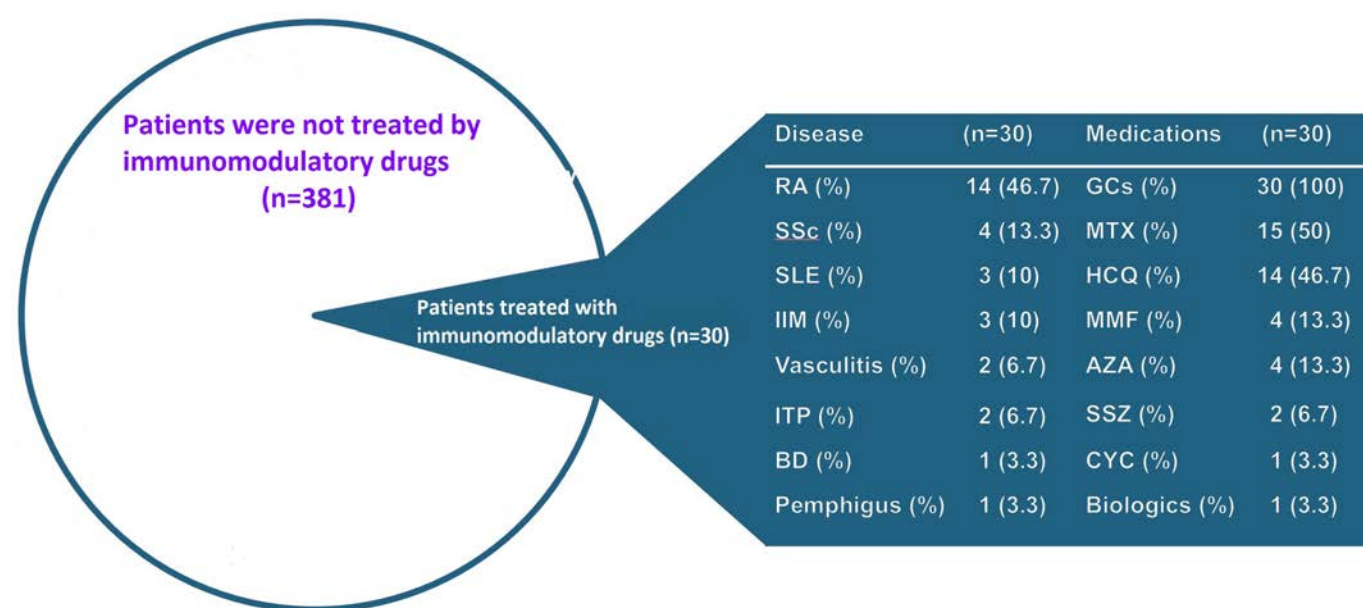 Patients were not treated by
immunomodulatory drugs
(n=381)
Patients treated with
immunomodulatory drugs (n=30)
Disease (n=30) Medications (n=30)
RA (%) 14 (46.7) GCs (%) 30 (100)
SSc (%) 4 (13.3) MTX (%) 15 (50)
SLE (%) 3 (10) HCQ (%) 14 (46.7)
IIM (%) 3 (10) MMF (%) 4 (13.3)
Vasculitis (%) 2 (6.7) AZA (%) 4 (13.3)
ITP (%) 2 (6.7) SSZ (%) 2 (6.7)
BD (%) 1 (3.3) CYC (%) 1 (3.3)
Pemphigus (%) 1 (3.3) Biologics (%) 1 (3.3)